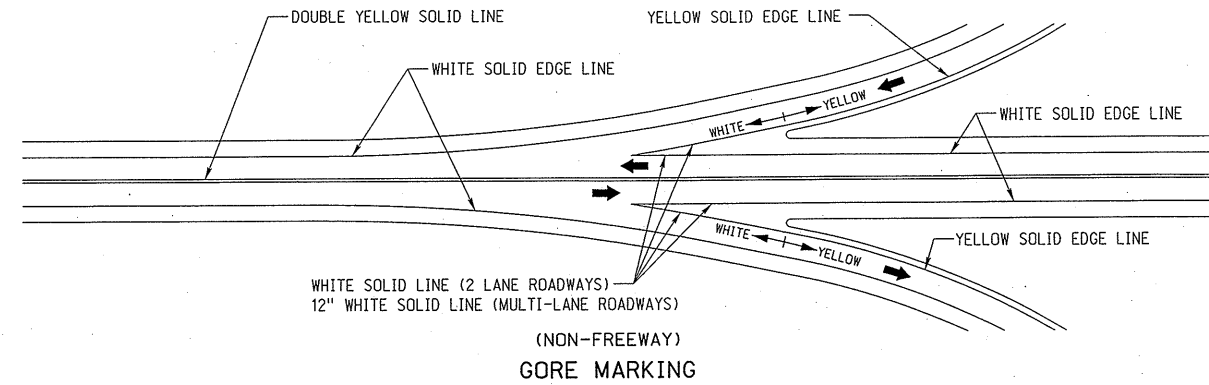 DOUBLE YELLOW SOLID LINE
YELLOW SOLID EDGE LINE
WHITE SOLID EDGE LINE
WHITE YELLOW
WHITE SOLID EDGE LINE
WHITE YELLOW
YELLOW SOLID EDGE LINE
WHITE SOLID LINE (2 LANE ROADWAYS)
12" WHITE SOLID LINE (MULTI-LANE ROADWAYS)
(NON-FREEWAY)
GORE MARKING